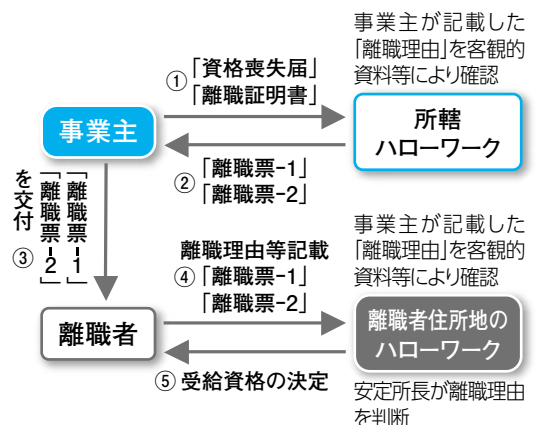 事業主が記載した
「離職理由」を客観的
資料等により確認
①「資格喪失届」
「離職証明書」
事業主
所轄
ハローワーク
②「離職票-1」
「離職票-2」
③「離職票-1」
「離職票-2」
を交付
事業主が記載した
「離職理由」を客観的
資料等により確認
離職理由等記載
④「離職票-1」
「離職票-2」
離職者
離職者住所地の
ハローワーク
⑤受給資格の決定
安定所長が離職理由
を判断